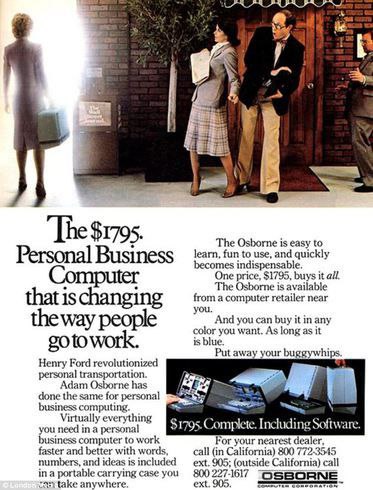 The $1795.
Personal Business
Computer
that is changing
the way people
go to work.
Henry Ford revolutionized
personal transportation.
Adam Osborne has
done the same for personal
business computing.
Virtually everything
you need in a personal
business computer to work
faster and better with words,
numbers, and ideas is included
in a portable carrying case you
can take anywhere.
The Osborne is easy to
learn, fun to use, and quickly
becomes indispensable.
One price, $1795, buys it all.
The Osborne is available
from a computer retailer near
you.
And you can buy it in any
color you want. As long as it
is blue.
Put away your buggywhips.
$1795. Complete. Including Software.
For your nearest dealer,
call (in California) 800 772-3545
ext. 905; (outside California) call
800 227-1617
ext. 905.
OSBORNE
COMPUTER CORPORATION